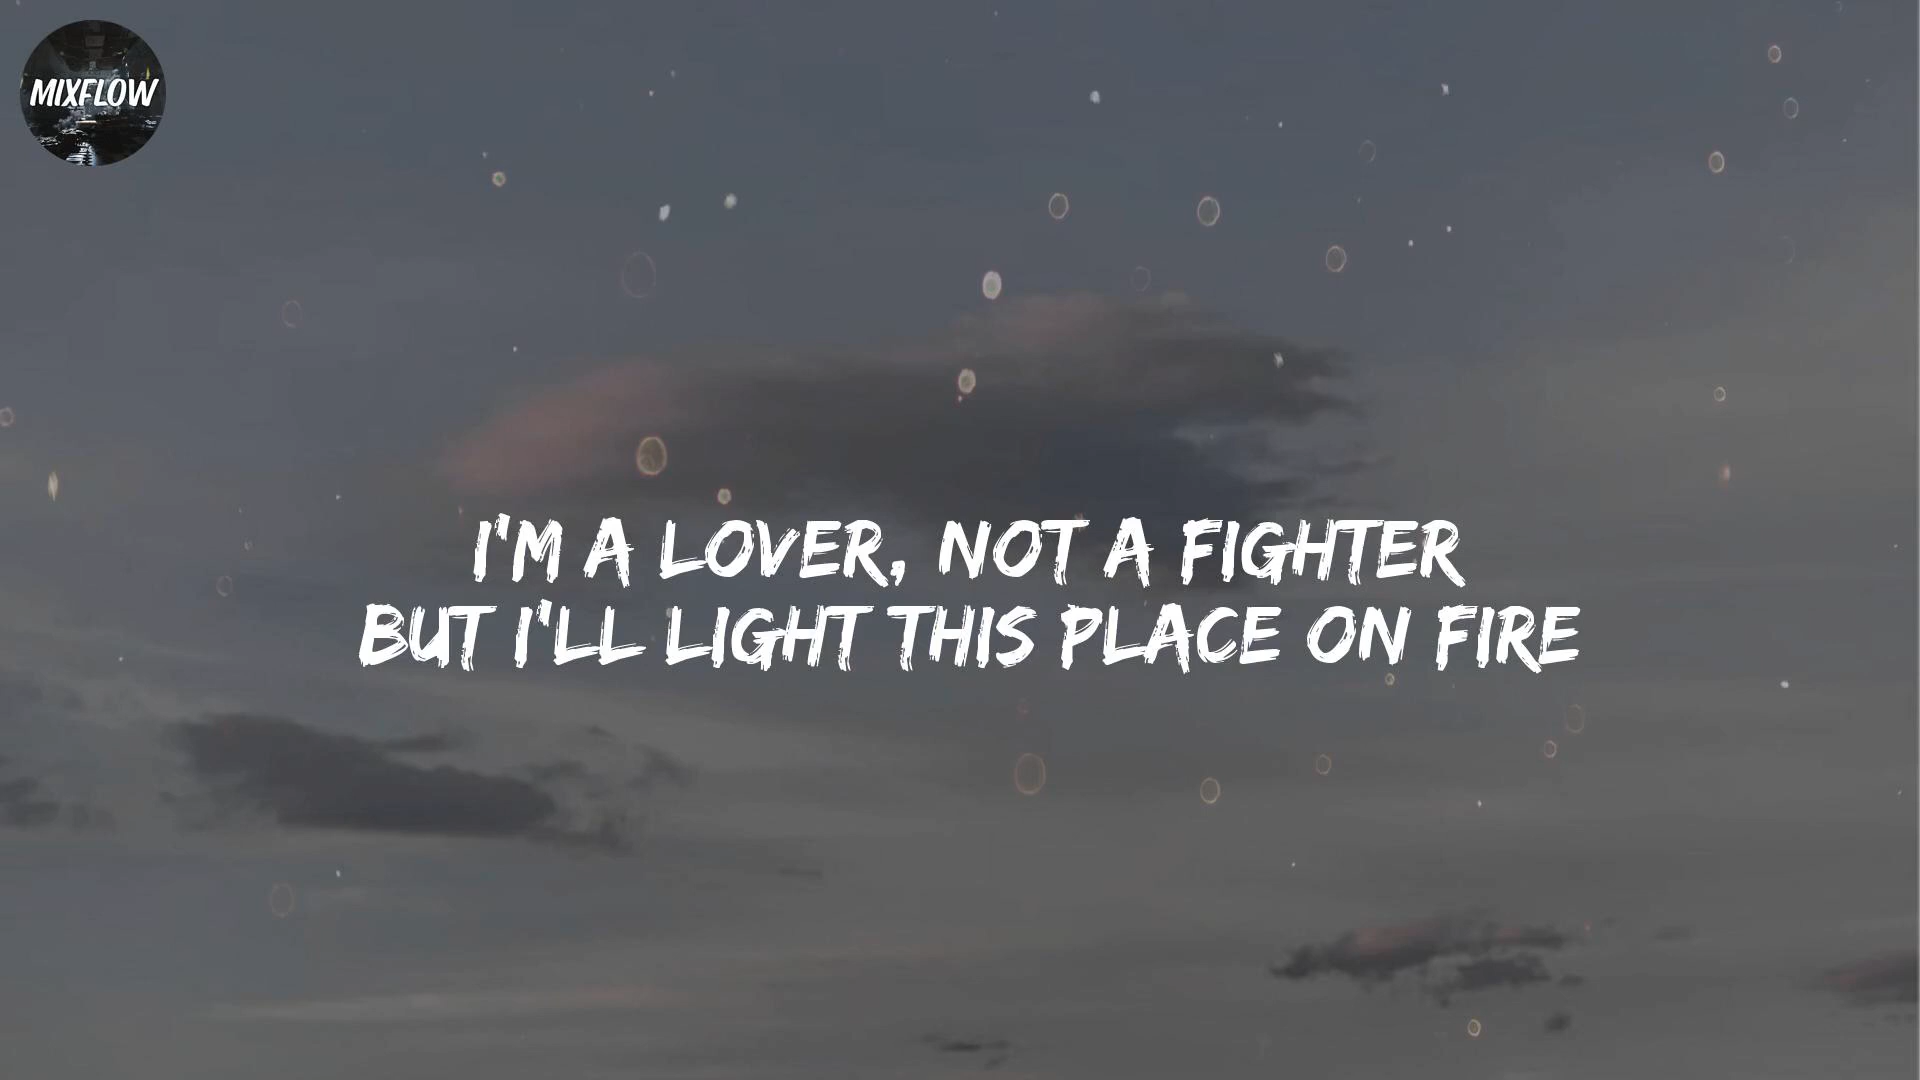 MIXFLOW
I'M A LOVER, NOT A FIGHTER
BUT I'LL LIGHT THIS PLACE ON FIRE